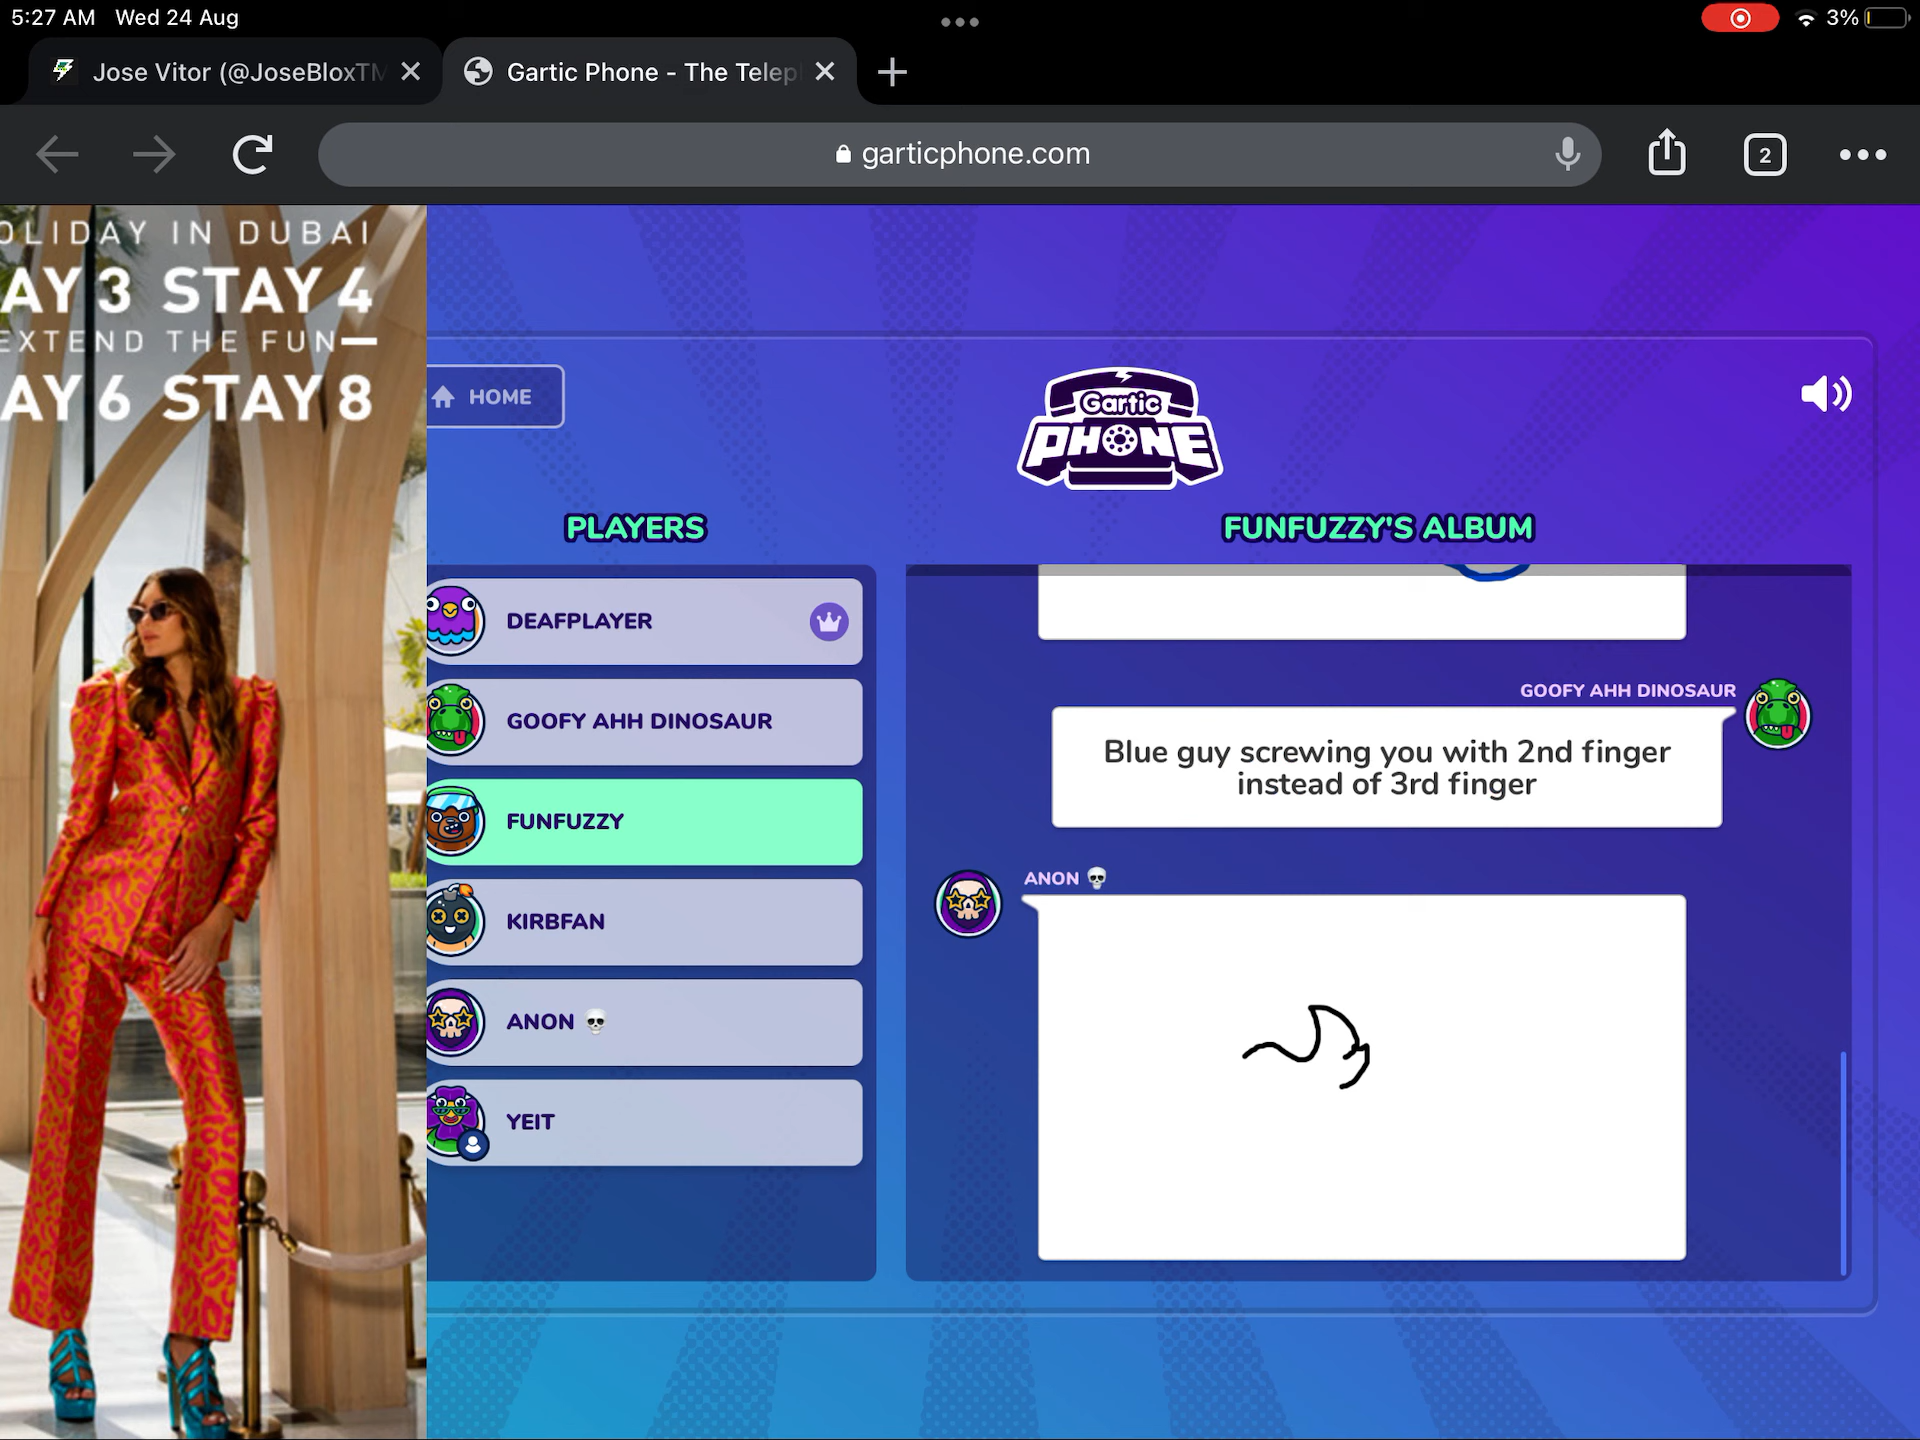 5:27 AM Wed 24 Aug
3%
Jose Vitor (@JoseBloxTM
Gartic Phone - The Telep
garticphone.com
2
OLIDAY IN DUBAI
AY 3 STAY 4
EXTEND THE FUN—
AY 6 STAY 8
HOME
Gartic
PHONE
PLAYERS
DEAFPLAYER
GOOFY AHH DINOSAUR
FUNFUZZY
KIRBFAN
ANON 💀
YEIT
FUNFUZZY'S ALBUM
GOOFY AHH DINOSAUR
Blue guy screwing you with 2nd finger
instead of 3rd finger
ANON 💀